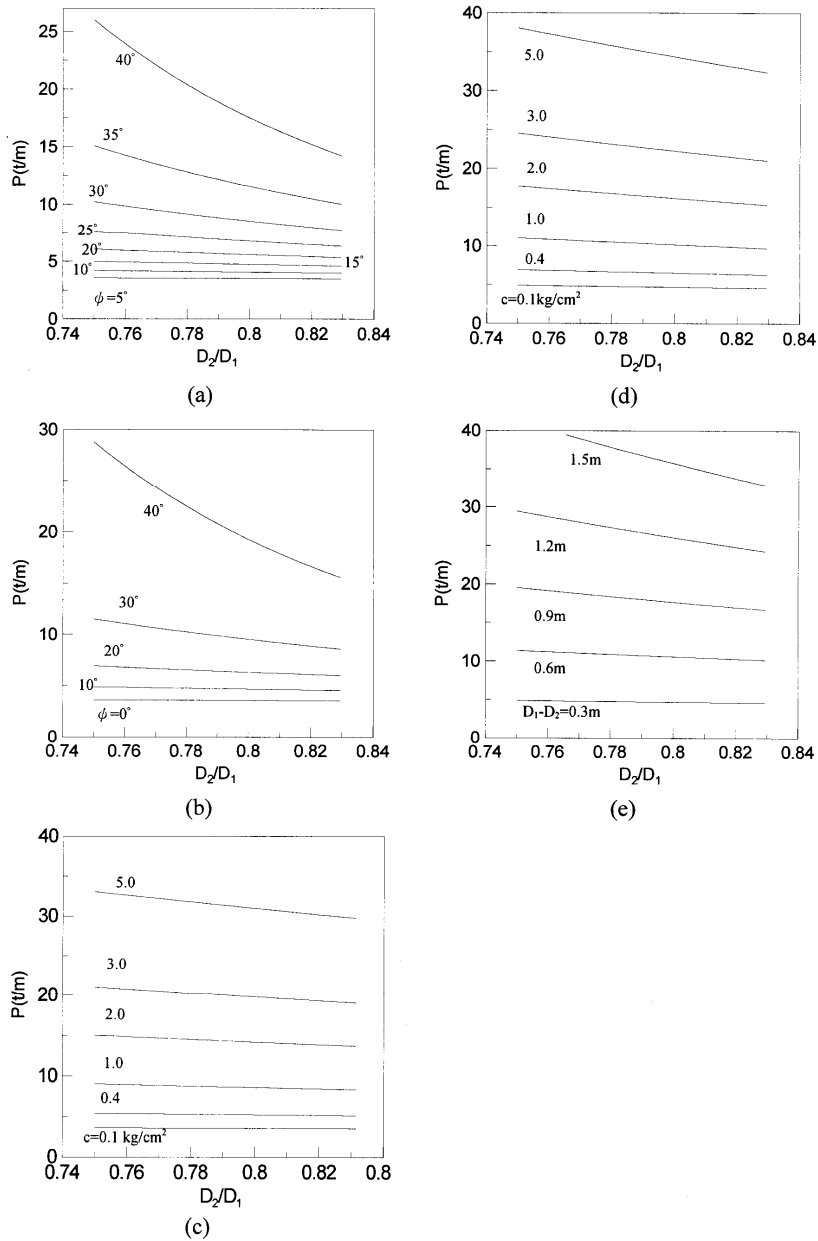 25
20
15
10
5
0
P(t/m)
40°
35°
30°
25°
20°
15°
10°
ψ=5°
0.74 0.76 0.78 0.8 0.82 0.84
D₂/D₁
(a)
40
30
20
10
0
P(t/m)
5.0
3.0
2.0
1.0
0.4
c=0.1kg/cm²
0.74 0.76 0.78 0.8 0.82 0.84
D₂/D₁
(d)
30
20
10
0
P(t/m)
40°
30°
20°
10°
ψ=0°
0.74 0.76 0.78 0.8 0.82 0.84
D₂/D₁
(b)
40
30
20
10
0
P(t/m)
1.5m
1.2m
0.9m
0.6m
D₁-D₂=0.3m
0.74 0.76 0.78 0.8 0.82 0.84
D₂/D₁
(e)
40
30
20
10
0
P(t/m)
5.0
3.0
2.0
1.0
0.4
c=0.1 kg/cm²
0.74 0.76 0.78 0.8 0.82 0.8
D₂/D₁
(c)